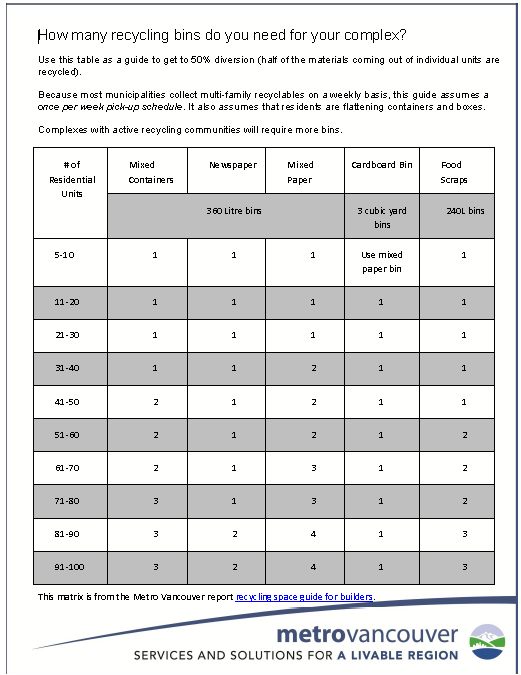 How many recycling bins do you need for your complex?
Use this table as a guide to get to 50% diversion (half of the materials coming out of individual units are
recycled).
Because most municipalities collect multi-family recyclables on a weekly basis, this guide assumes a
once per week pick-up schedule. It also assumes that residents are flattening containers and boxes.
Complexes with active recycling communities will require more bins.
# of Residential Units Mixed Containers Newspaper Mixed Paper Cardboard Bin Food Scraps
360 Litre bins 3 cubic yard bins 240L bins
5-10 1 1 1 Use mixed paper bin 1
11-20 1 1 1 1 1
21-30 1 1 1 1 1
31-40 1 1 2 1 1
41-50 2 1 2 1 1
51-60 2 1 2 1 2
61-70 2 1 3 1 2
71-80 3 1 3 1 2
81-90 3 2 4 1 3
91-100 3 2 4 1 3
This matrix is from the Metro Vancouver report recycling space guide for builders.
metrovancouver
SERVICES AND SOLUTIONS FOR A LIVABLE REGION